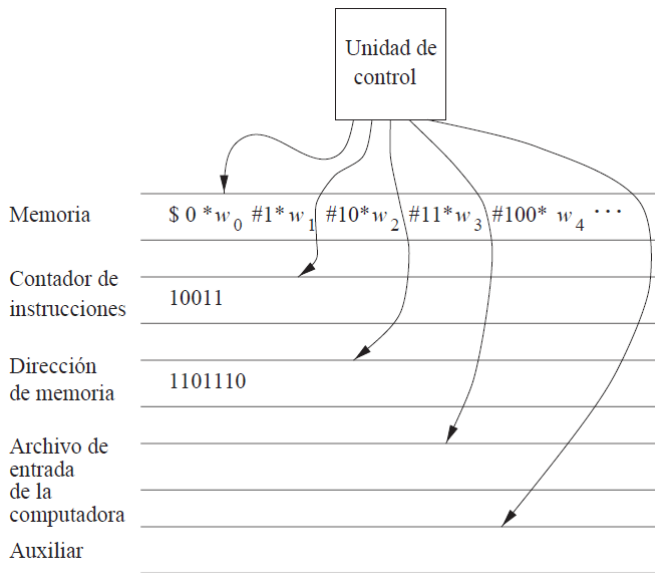 Unidad de
control
Memoria
$ 0 *w₀ #1*w₁ #10*w₂ #11*w₃ #100* w₄ ···
Contador de
instrucciones
10011
Dirección
de memoria
1101110
Archivo de
entrada
de la
computadora
Auxiliar